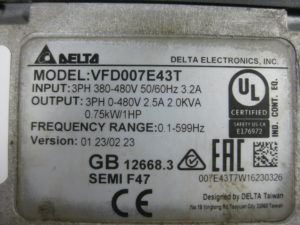 DELTA
DELTA ELECTRONICS, INC.
MODEL:VFD007E43T
INPUT:3PH 380-480V 50/60Hz 3.2A
OUTPUT:3PH 0-480V 2.5A 2.0KVA
0.75kW/1HP
FREQUENCY RANGE:0.1-599Hz
Version: 01.23/02.23
UL
CERTIFIED
SAFETY US-CA
E176972
IND. CONT. EQ.
GB 12668.3
SEMI F47
EAC
007E43T7W16230326
Designed by DELTA Taiwan
CE